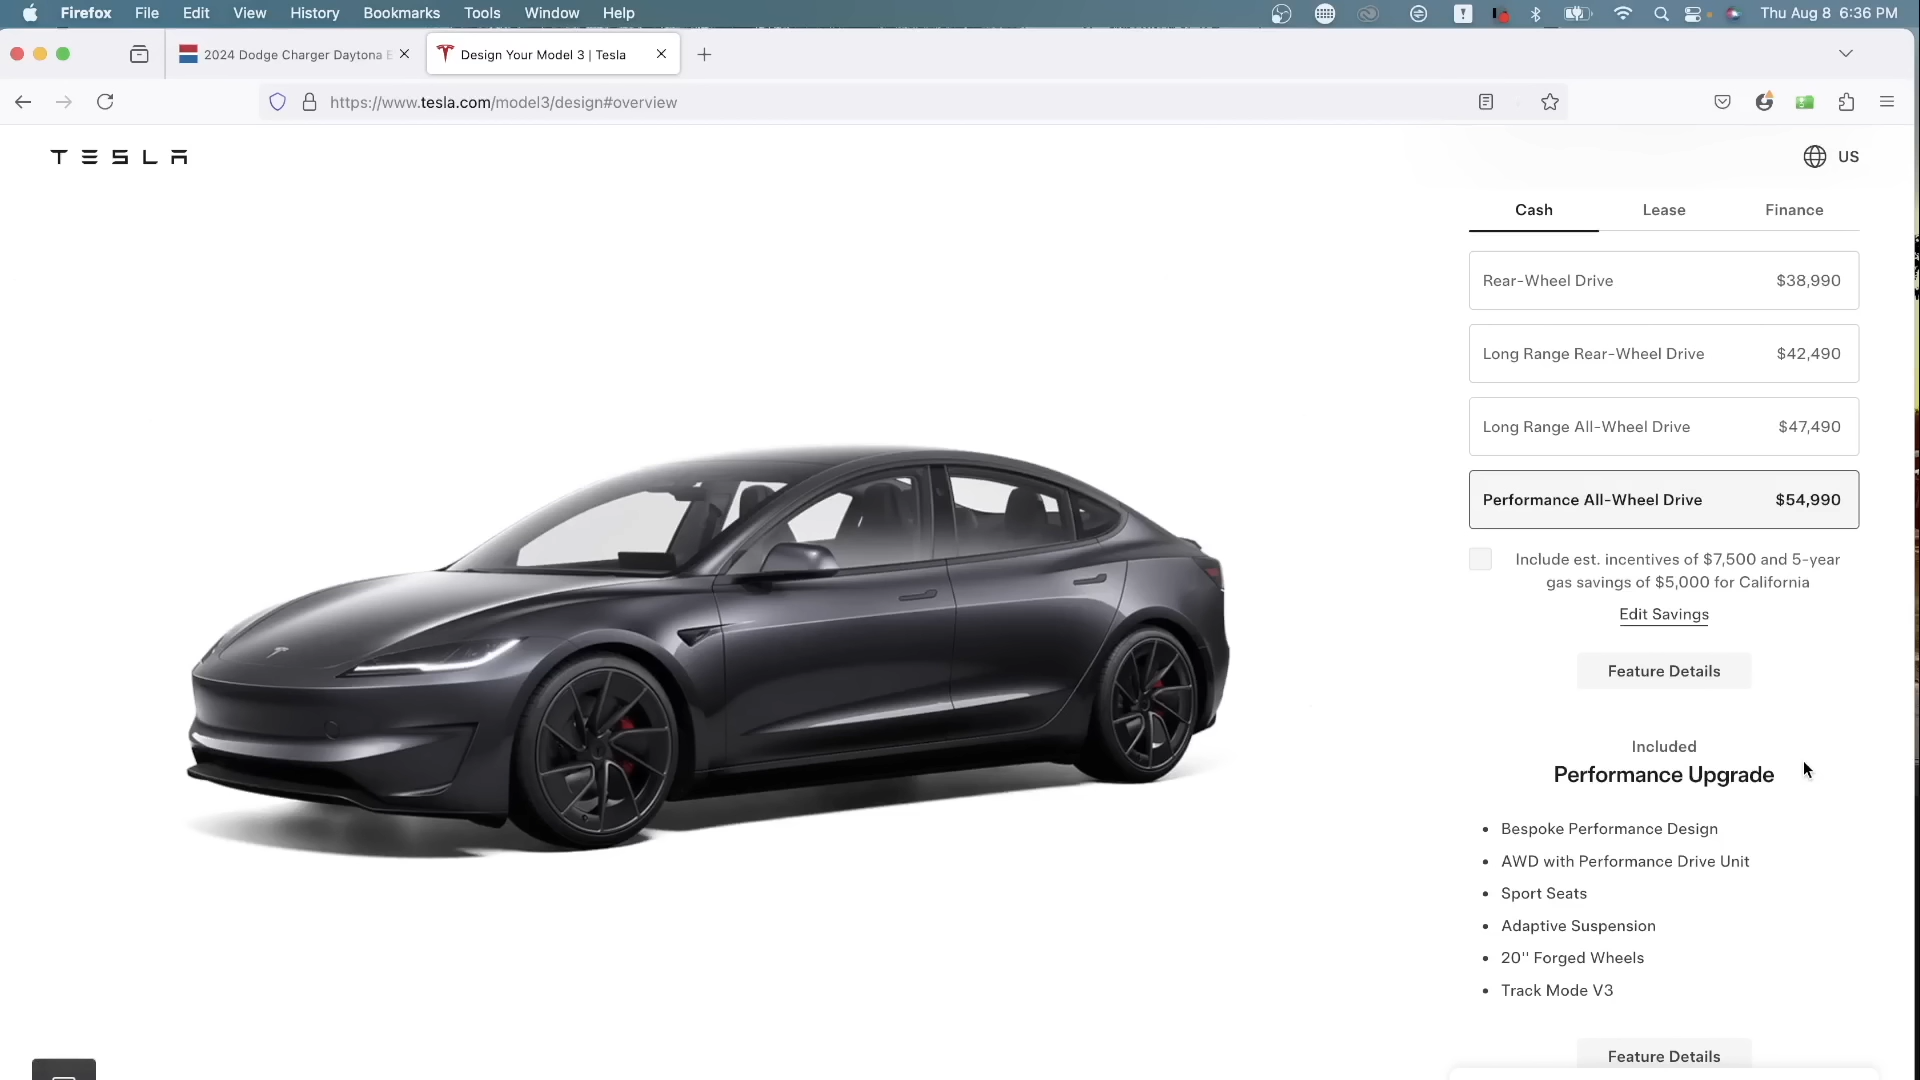 Firefox File Edit View History Bookmarks Tools Window Help Thu Aug 8 6:36 PM
2024 Dodge Charger Daytona E
Design Your Model 3 | Tesla
https://www.tesla.com/model3/design#overview
TESLA
US
Cash Lease Finance
Rear-Wheel Drive $38,990
Long Range Rear-Wheel Drive $42,490
Long Range All-Wheel Drive $47,490
Performance All-Wheel Drive $54,990
Include est. incentives of $7,500 and 5-year
gas savings of $5,000 for California
Edit Savings
Feature Details
Included
Performance Upgrade
• Bespoke Performance Design
• AWD with Performance Drive Unit
• Sport Seats
• Adaptive Suspension
• 20'' Forged Wheels
• Track Mode V3
Feature Details